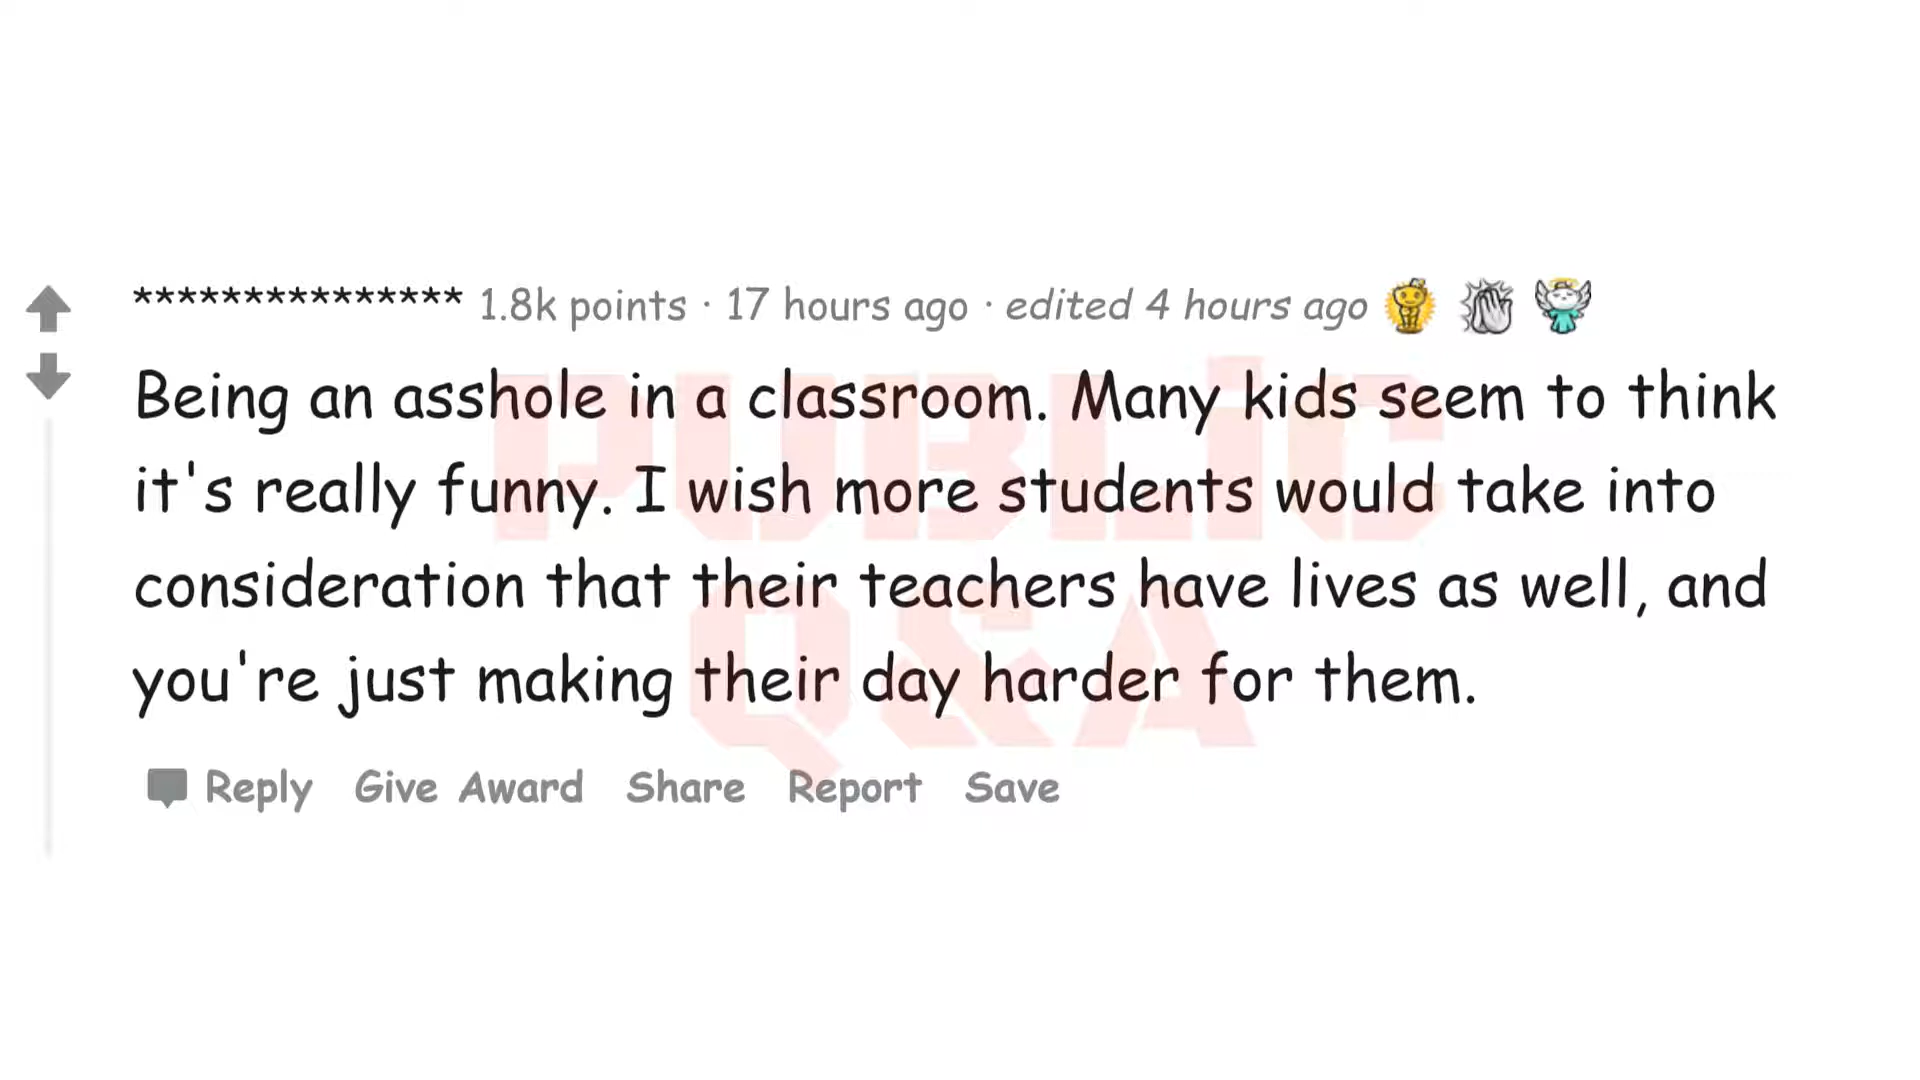 *************** 1.8k points · 17 hours ago · edited 4 hours ago
Being an asshole in a classroom. Many kids seem to think
it's really funny. I wish more students would take into
consideration that their teachers have lives as well, and
you're just making their day harder for them.
Reply Give Award Share Report Save
PUBLIC
Q&A